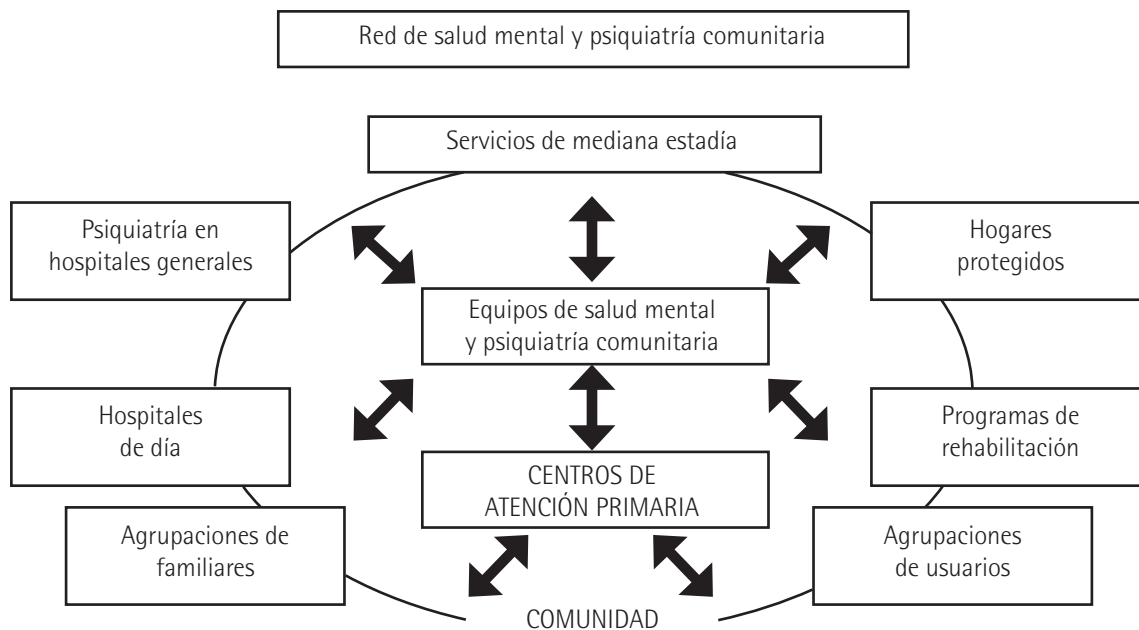 Red de salud mental y psiquiatría comunitaria
Servicios de mediana estadía
Psiquiatría en
hospitales generales
Hogares
protegidos
Equipos de salud mental
y psiquiatría comunitaria
Hospitales
de día
Programas de
rehabilitación
CENTROS DE
ATENCIÓN PRIMARIA
Agrupaciones de
familiares
Agrupaciones
de usuarios
COMUNIDAD